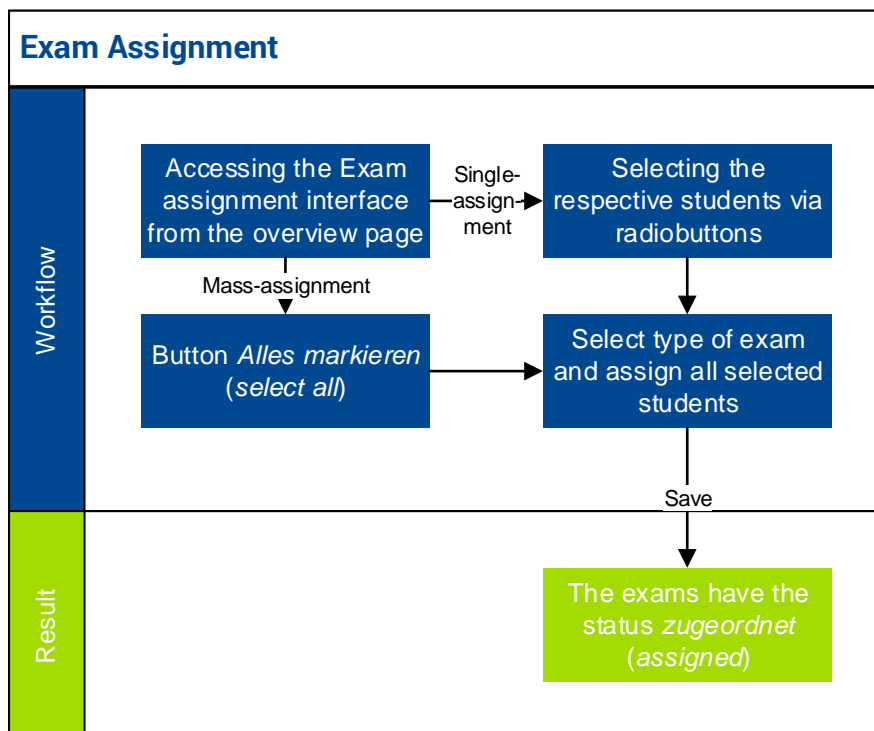 Exam Assignment
Workflow
Accessing the Exam
assignment interface
from the overview page
Single-
assign-
ment
Selecting the
respective students via
radiobuttons
Mass-assignment
Button Alles markieren
(select all)
Select type of exam
and assign all selected
students
Save
Result
The exams have the
status zugeordnet
(assigned)